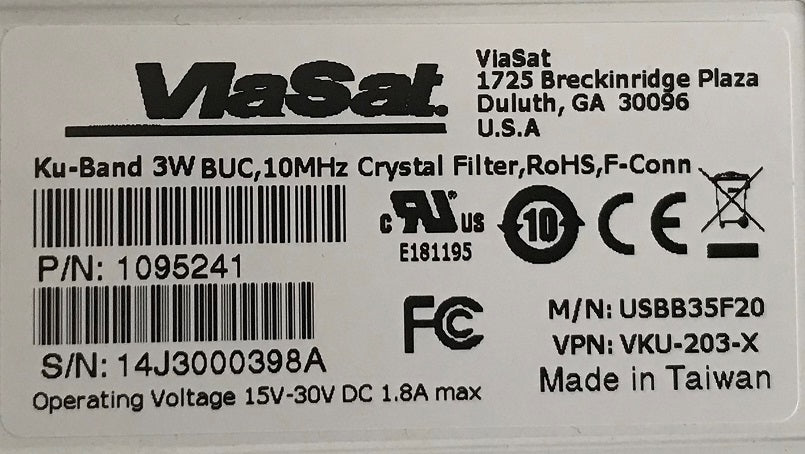 ViaSat
ViaSat
1725 Breckinridge Plaza
Duluth, GA 30096
U.S.A
Ku-Band 3W BUC,10MHz Crystal Filter,RoHS,F-Conn
P/N: 1095241
c RU US
E181195
10
CE
S/N: 14J3000398A
FC
M/N: USBB35F20
VPN: VKU-203-X
Made in Taiwan
Operating Voltage 15V-30V DC 1.8A max